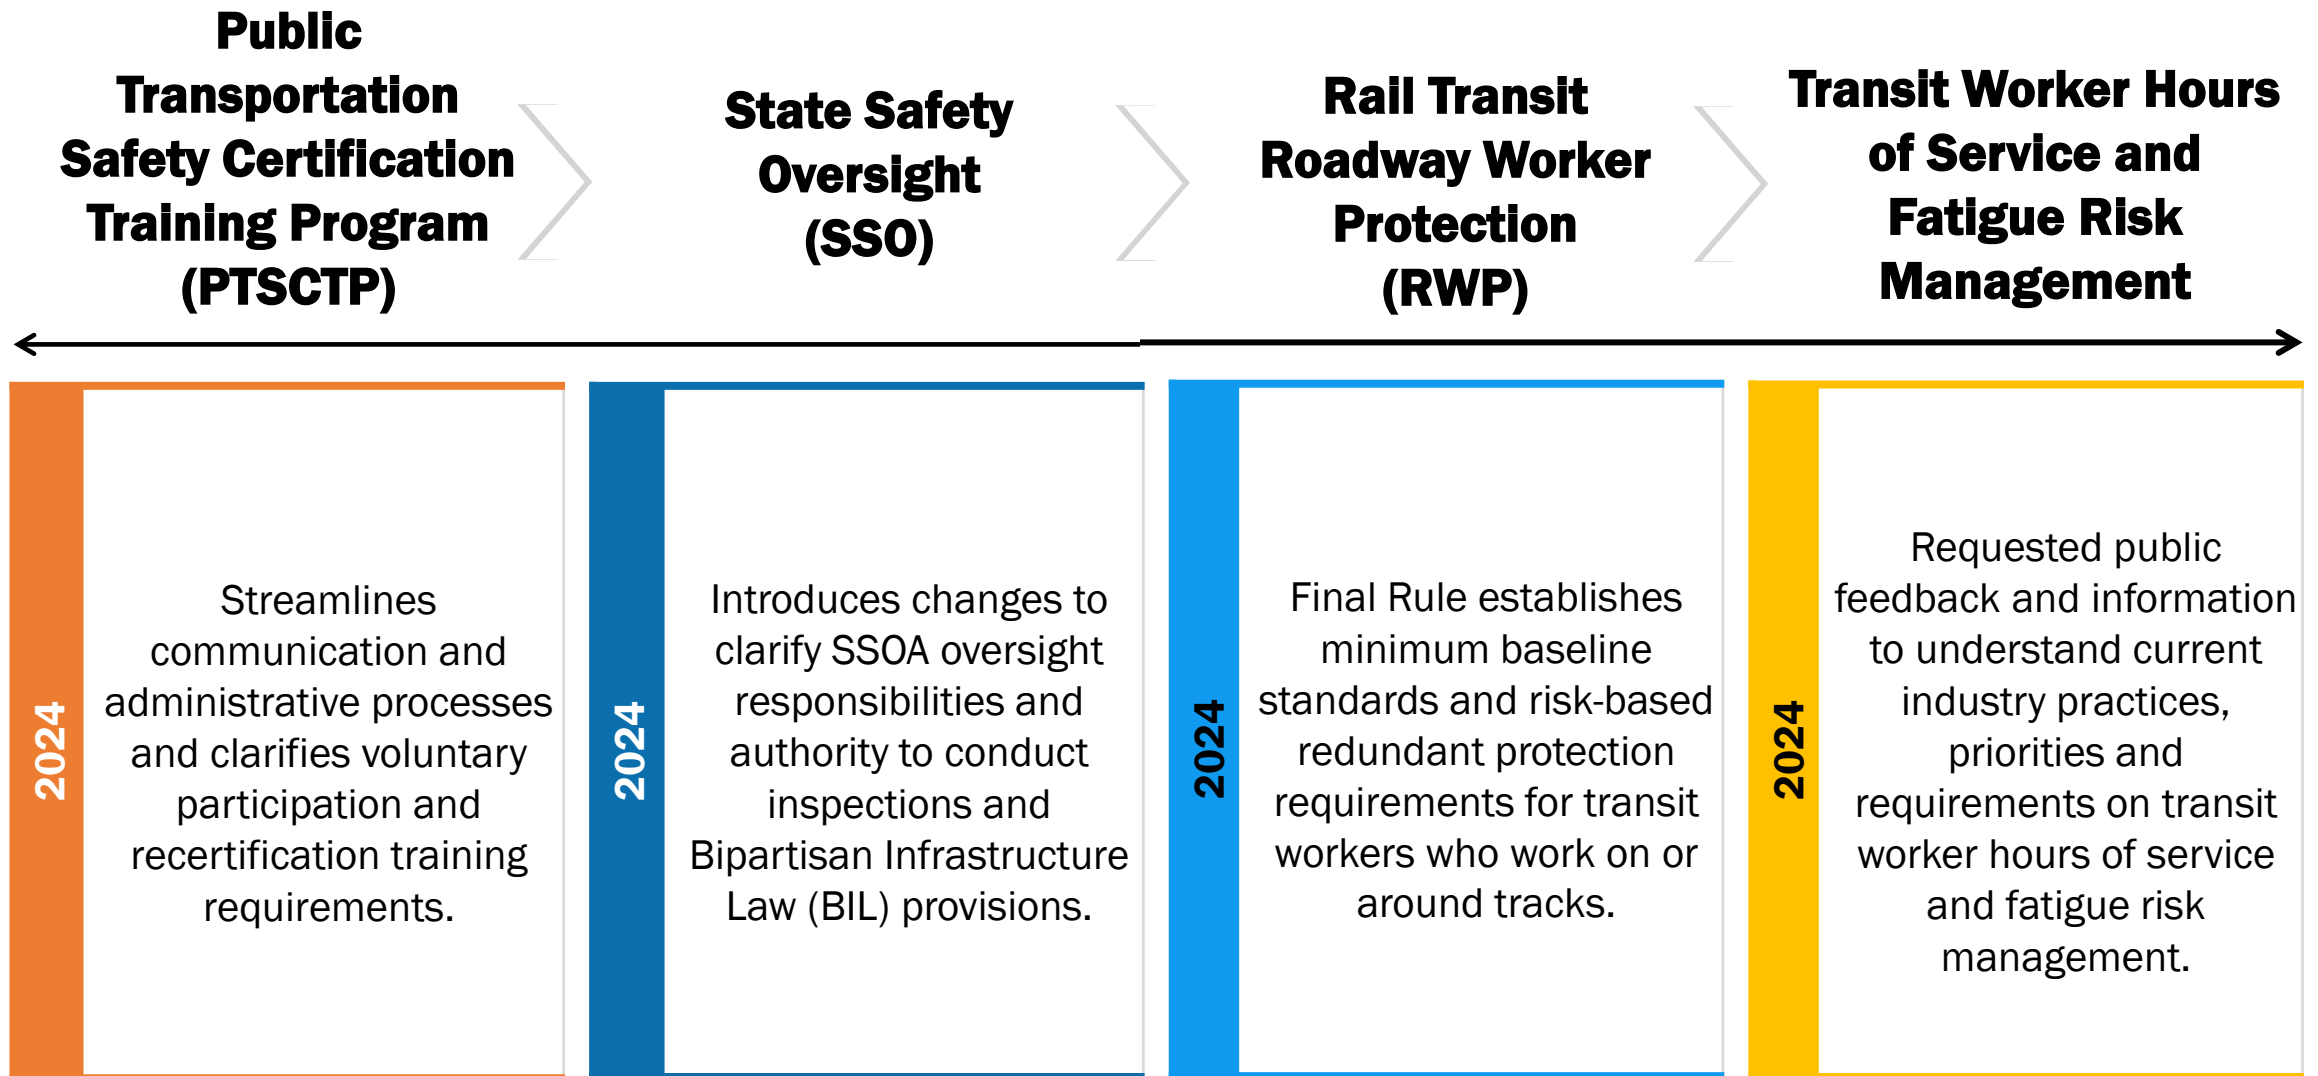 Public
Transportation
Safety Certification
Training Program
(PTSCTP)
State Safety
Oversight
(SSO)
Rail Transit
Roadway Worker
Protection
(RWP)
Transit Worker Hours
of Service and
Fatigue Risk
Management
2024
Streamlines
communication and
administrative processes
and clarifies voluntary
participation and
recertification training
requirements.
2024
Introduces changes to
clarify SSOA oversight
responsibilities and
authority to conduct
inspections and
Bipartisan Infrastructure
Law (BIL) provisions.
2024
Final Rule establishes
minimum baseline
standards and risk-based
redundant protection
requirements for transit
workers who work on or
around tracks.
2024
Requested public
feedback and information
to understand current
industry practices,
priorities and
requirements on transit
worker hours of service
and fatigue risk
management.